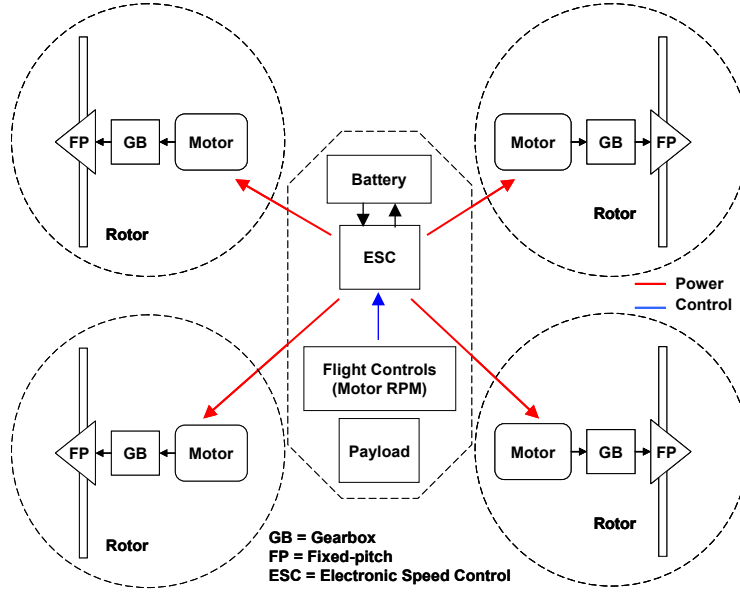 FP
GB
Motor
Rotor
Battery
ESC
Motor
GB
FP
Rotor
Power
Control
Flight Controls
(Motor RPM)
Payload
FP
GB
Motor
Rotor
Motor
GB
FP
Rotor
GB = Gearbox
FP = Fixed-pitch
ESC = Electronic Speed Control